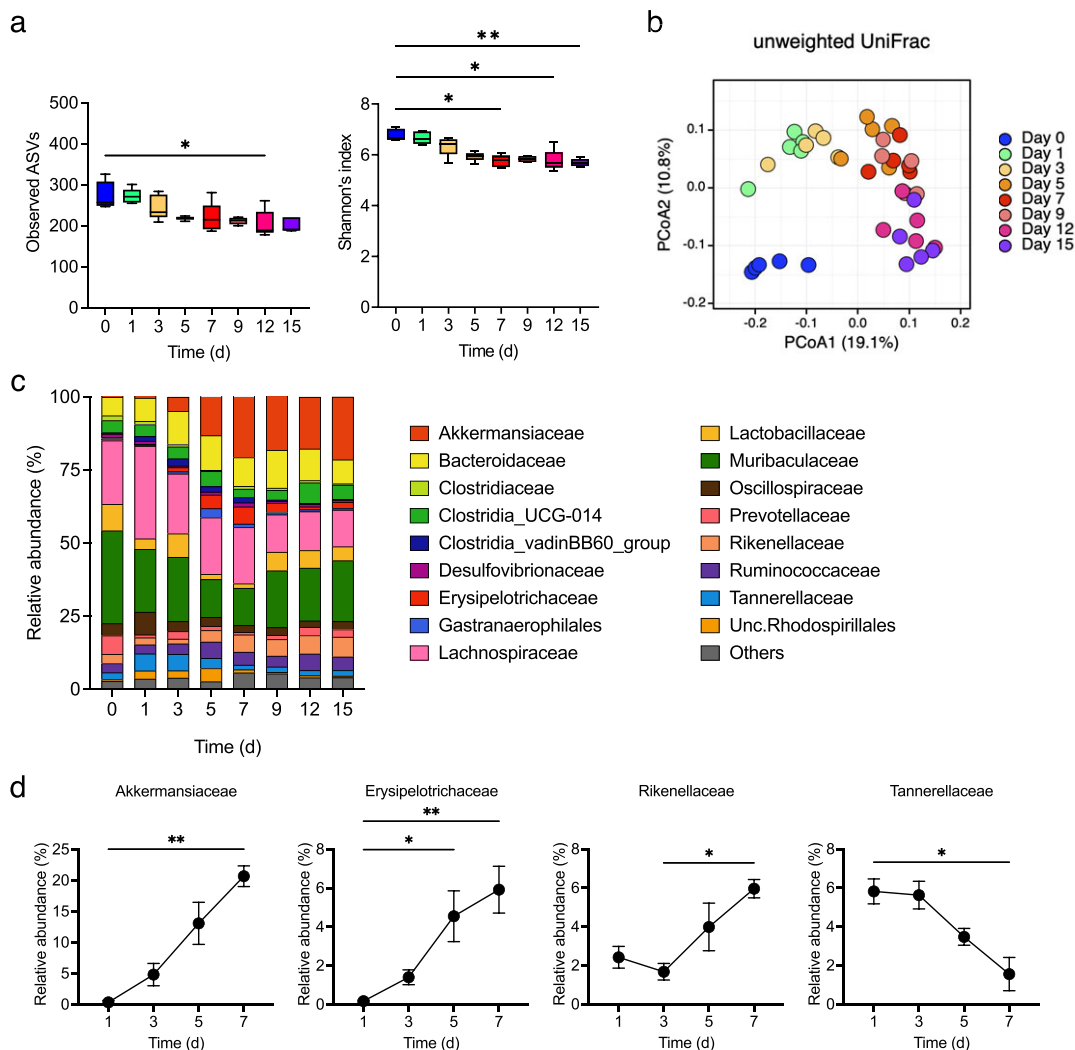 a
Observed ASVs
500
400
300
200
100
0
*
0 1 3 5 7 9 12 15
Time (d)
Shannon's index
8
6
4
2
0
**
*
*
0 1 3 5 7 9 12 15
Time (d)
b
unweighted UniFrac
PCoA2 (10.8%)
0.1
0.0
-0.1
-0.2
-0.2 -0.1 0.0 0.1 0.2
PCoA1 (19.1%)
Day 0
Day 1
Day 3
Day 5
Day 7
Day 9
Day 12
Day 15
c
Relative abundance (%)
100
75
50
25
0
0 1 3 5 7 9 12 15
Time (d)
Akkermansiaceae
Bacteroidaceae
Clostridiaceae
Clostridia_UCG-014
Clostridia_vadinBB60_group
Desulfovibrionaceae
Erysipelotrichaceae
Gastranaerophilales
Lachnospiraceae
Lactobacillaceae
Muribaculaceae
Oscillospiraceae
Prevotellaceae
Rikenellaceae
Ruminococcaceae
Tannerellaceae
Unc.Rhodospirillales
Others
d
Akkermansiaceae
Relative abundance (%)
25
20
15
10
5
0
**
1 3 5 7
Time (d)
Erysipelotrichaceae
Relative abundance (%)
8
6
4
2
0
**
*
1 3 5 7
Time (d)
Rikenellaceae
Relative abundance (%)
8
6
4
2
0
*
1 3 5 7
Time (d)
Tannerellaceae
Relative abundance (%)
8
6
4
2
0
*
1 3 5 7
Time (d)